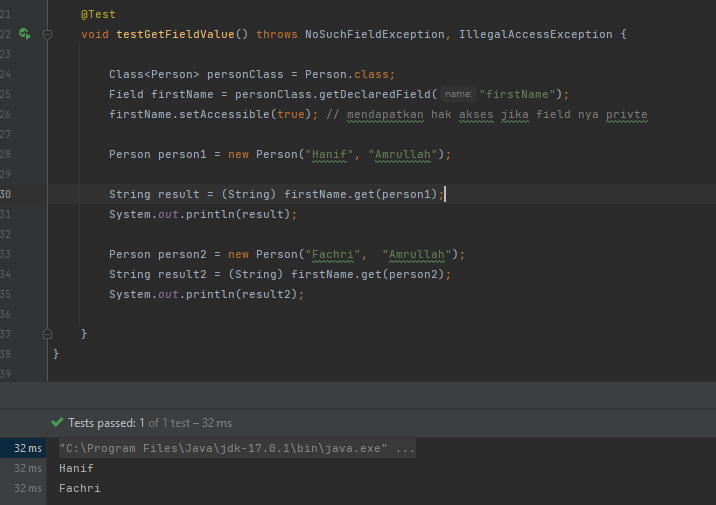 21 @Test
22 void testGetFieldValue() throws NoSuchFieldException, IllegalAccessException {
23
24 Class<Person> personClass = Person.class;
25 Field firstName = personClass.getDeclaredField( name: "firstName");
26 firstName.setAccessible(true); // mendapatkan hak akses jika field nya privte
27
28 Person person1 = new Person("Hanif", "Amrullah");
29
30 String result = (String) firstName.get(person1);
31 System.out.println(result);
32
33 Person person2 = new Person("Fachri", "Amrullah");
34 String result2 = (String) firstName.get(person2);
35 System.out.println(result2);
36
37 }
38 }
39
Tests passed: 1 of 1 test – 32 ms
32 ms "C:\Program Files\Java\jdk-17.0.1\bin\java.exe" ...
32 ms Hanif
32 ms Fachri